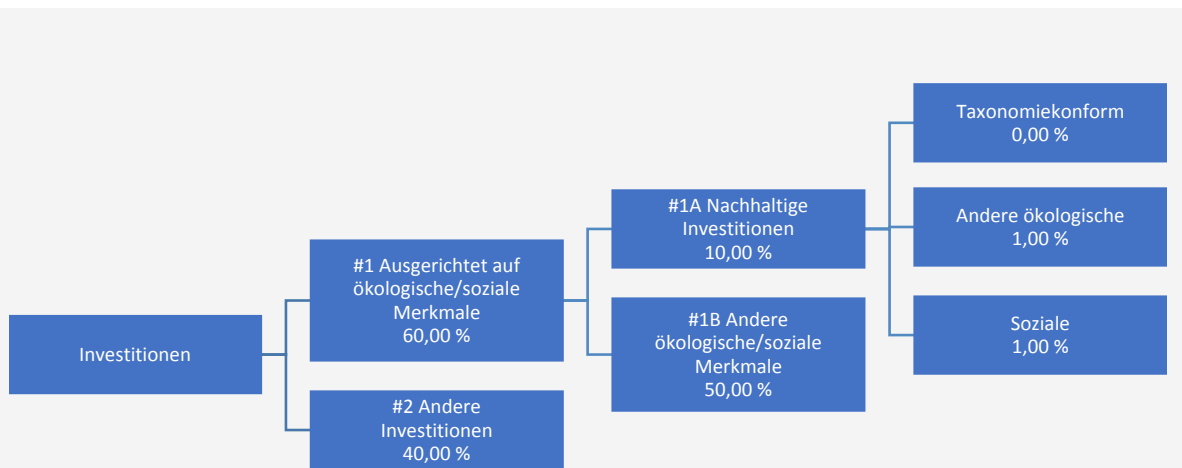 Investitionen
#1 Ausgerichtet auf
ökologische/soziale
Merkmale
60,00 %
#2 Andere
Investitionen
40,00 %
#1A Nachhaltige
Investitionen
10,00 %
#1B Andere
ökologische/soziale
Merkmale
50,00 %
Taxonomiekonform
0,00 %
Andere ökologische
1,00 %
Soziale
1,00 %